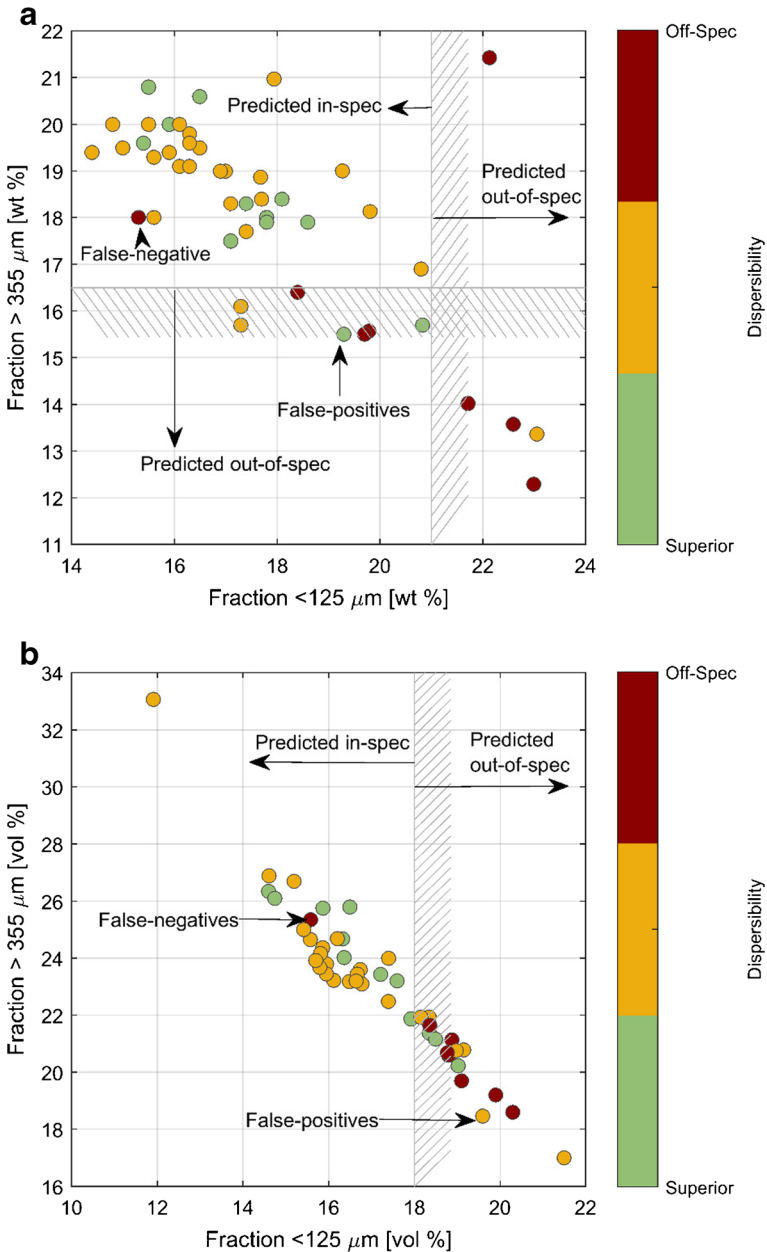 a
22
21
20
19
18
17
16
15
14
13
12
11
14
16
18
20
22
24
Fraction > 355 μm [wt %]
Fraction <125 μm [wt %]
Predicted in-spec
Predicted
out-of-spec
False-negative
False-positives
Predicted out-of-spec
Off-Spec
Dispersibility
Superior
b
34
32
30
28
26
24
22
20
18
16
10
12
14
16
18
20
22
Fraction > 355 μm [vol %]
Fraction <125 μm [vol %]
Predicted in-spec
Predicted
out-of-spec
False-negatives
False-positives
Off-Spec
Dispersibility
Superior